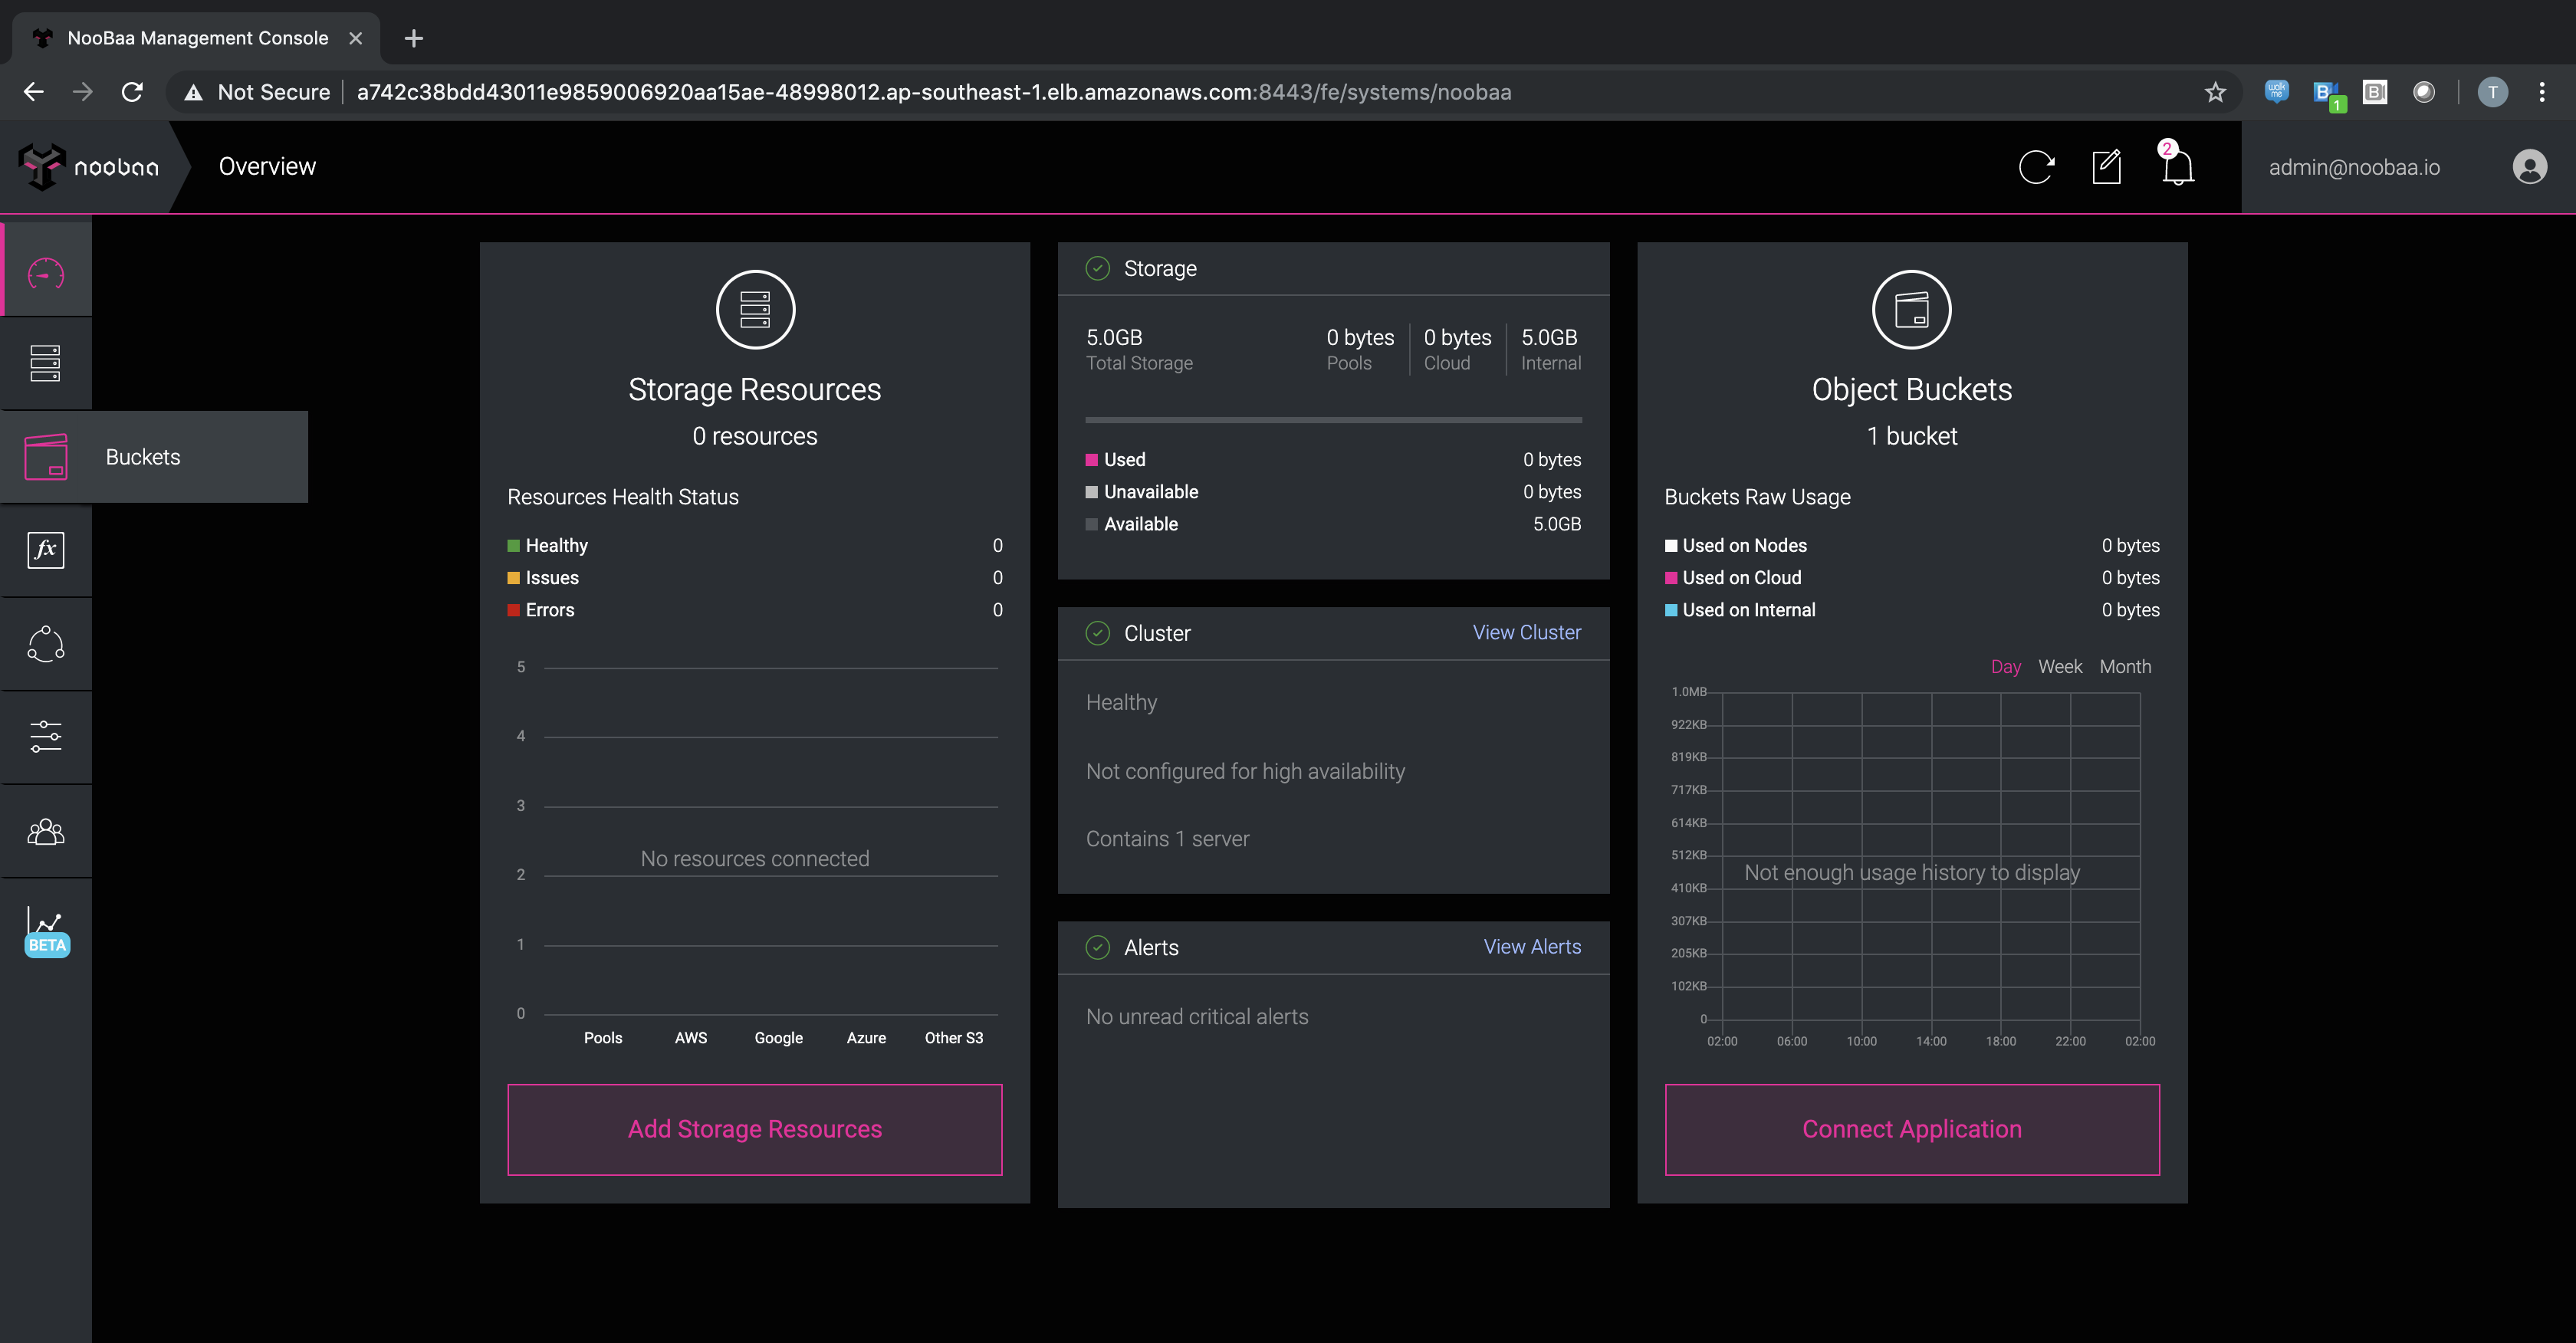 NooBaa Management Console
Not Secure a742c38bdd43011e9859006920aa15ae-48998012.ap-southeast-1.elb.amazonaws.com:8443/fe/systems/noobaa
walk me
B 1
B
T
noobaa
Overview
2
admin@noobaa.io
Buckets
fx
BETA
Storage Resources
0 resources
Resources Health Status
Healthy 0
Issues 0
Errors 0
5
4
3
No resources connected
2
1
0
Pools AWS Google Azure Other S3
Add Storage Resources
Storage
5.0GB 0 bytes 0 bytes 5.0GB
Total Storage Pools Cloud Internal
Used 0 bytes
Unavailable 0 bytes
Available 5.0GB
Cluster View Cluster
Healthy
Not configured for high availability
Contains 1 server
Alerts View Alerts
No unread critical alerts
Object Buckets
1 bucket
Buckets Raw Usage
Used on Nodes 0 bytes
Used on Cloud 0 bytes
Used on Internal 0 bytes
Day Week Month
1.0MB
922KB
819KB
717KB
614KB
512KB
Not enough usage history to display
410KB
307KB
205KB
102KB
0
02:00 06:00 10:00 14:00 18:00 22:00 02:00
Connect Application